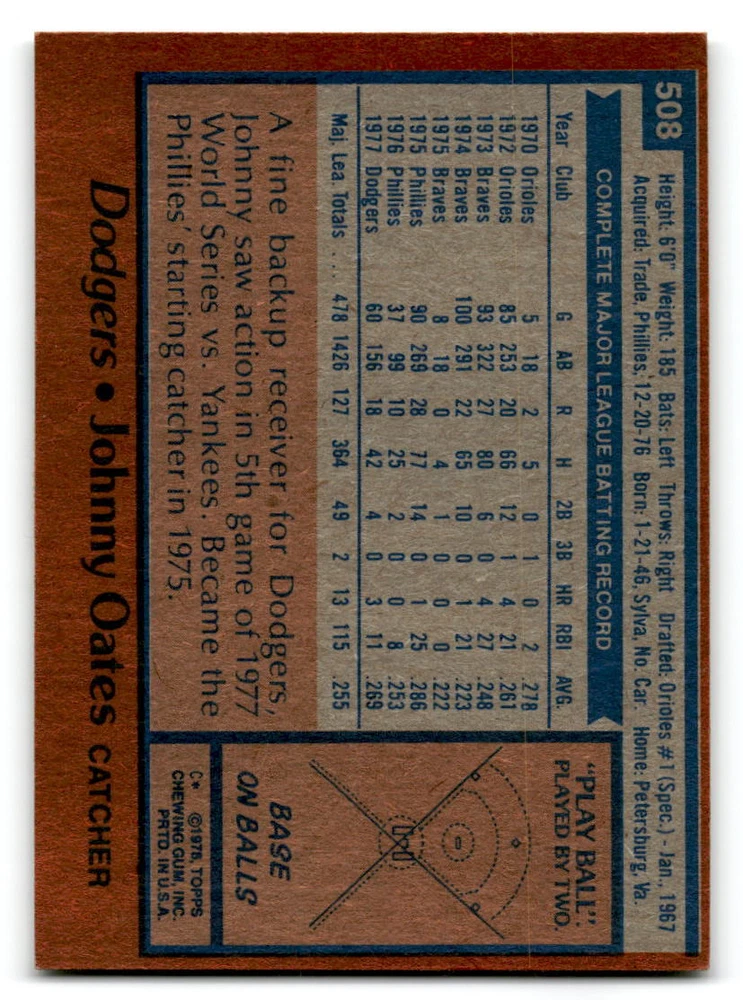 508
Height: 6'0" Weight: 185 Bats: Left Throws: Right Drafted: Orioles #1 (Spec.) - Jan., 1967
Acquired: Trade, Phillies, 12-20-76 Born: 1-21-46, Sylva, No. Car. Home: Petersburg, Va.
COMPLETE MAJOR LEAGUE BATTING RECORD
Year Club G AB R H 2B 3B HR RBI AVG.
1970 Orioles 5 18 2 5 0 1 0 2 .278
1972 Orioles 85 253 20 66 12 1 4 21 .261
1973 Braves 93 322 27 80 6 0 4 27 .248
1974 Braves 100 291 22 65 10 0 1 21 .223
1975 Braves 8 18 0 4 1 0 0 0 .222
1975 Phillies 90 269 28 77 14 0 1 25 .286
1976 Phillies 37 99 10 25 2 0 0 8 .253
1977 Dodgers 60 156 18 42 4 0 3 11 .269
Maj. Lea. Totals . . . 478 1426 127 364 49 2 13 115 .255
A fine backup receiver for Dodgers,
Johnny saw action in 5th game of 1977
World Series vs. Yankees. Became the
Phillies' starting catcher in 1975.
"PLAY BALL":
PLAYED BY TWO.
BASE
ON BALLS
C* ©1978, TOPPS
CHEWING GUM, INC.
PRTD. IN U.S.A.
Dodgers • Johnny Oates CATCHER